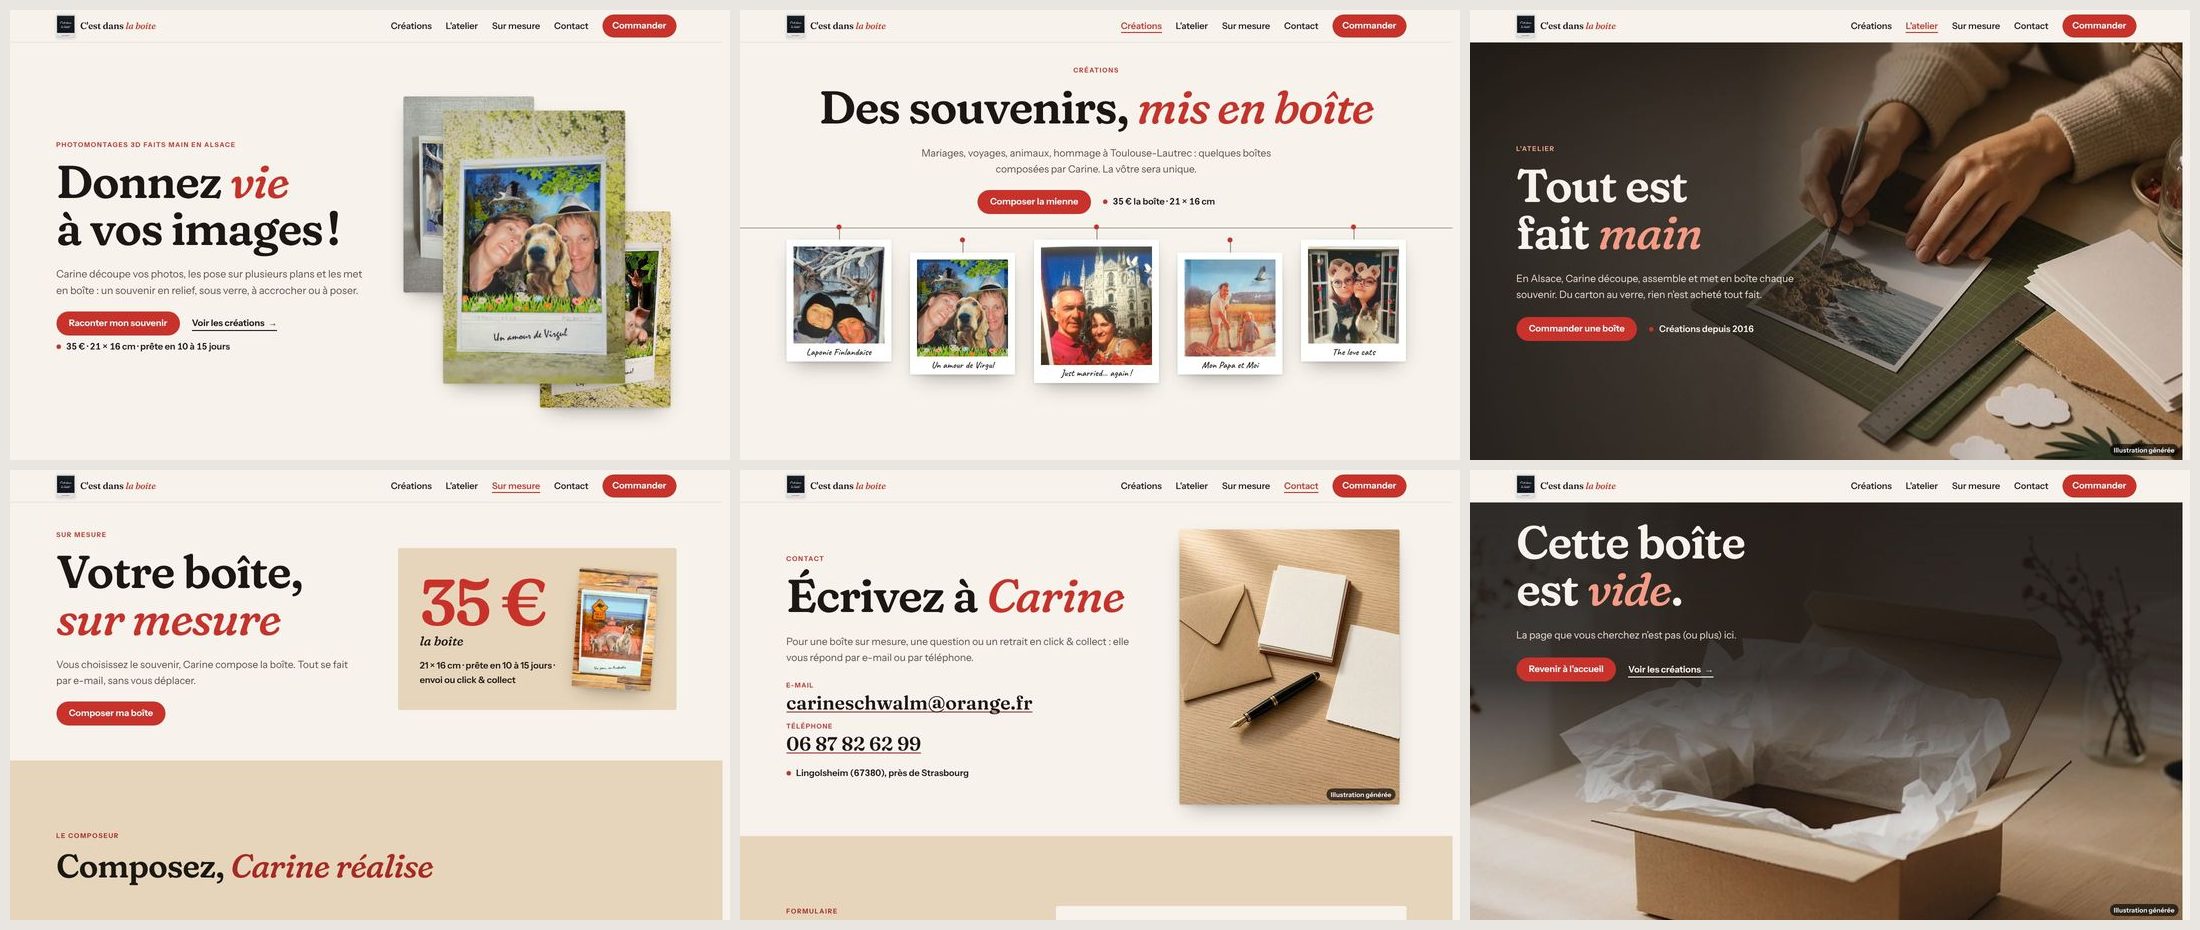 C'est dans la boite
Créations L'atelier Sur mesure Contact Commander
PHOTOMONTAGES 3D FAITS MAIN EN ALSACE
Donnez vie
à vos images !
Carine découpe vos photos, les pose sur plusieurs plans et les met
en boîte : un souvenir en relief, sous verre, à accrocher ou à poser.
Raconter mon souvenir Voir les créations →
35 € · 21 × 16 cm · prête en 10 à 15 jours
Un amour de Virgul
C'est dans la boite
Créations L'atelier Sur mesure Contact Commander
CRÉATIONS
Des souvenirs, mis en boîte
Mariages, voyages, animaux, hommage à Toulouse-Lautrec : quelques boîtes
composées par Carine. La vôtre sera unique.
Composer la mienne 35 € la boîte · 21 × 16 cm
Laponie Finlandaise
Un amour de Virgul
Just married... again !
Mon Papa et Moi
The love cats
C'est dans la boite
Créations L'atelier Sur mesure Contact Commander
L'ATELIER
Tout est
fait main
En Alsace, Carine découpe, assemble et met en boîte chaque
souvenir. Du carton au verre, rien n'est acheté tout fait.
Commander une boîte Créations depuis 2016
Illustration générée
C'est dans la boite
Créations L'atelier Sur mesure Contact Commander
SUR MESURE
Votre boîte,
sur mesure
Vous choisissez le souvenir, Carine compose la boîte. Tout se fait
par e-mail, sans vous déplacer.
Composer ma boîte
35 €
la boîte
21 × 16 cm · prête en 10 à 15 jours ·
envoi ou click & collect
LE COMPOSEUR
Composez, Carine réalise
C'est dans la boite
Créations L'atelier Sur mesure Contact Commander
CONTACT
Écrivez à Carine
Pour une boîte sur mesure, une question ou un retrait en click & collect : elle
vous répond par e-mail ou par téléphone.
E-MAIL
carineschwalm@orange.fr
TÉLÉPHONE
06 87 82 62 99
Lingolsheim (67380), près de Strasbourg
Illustration générée
FORMULAIRE
C'est dans la boite
Créations L'atelier Sur mesure Contact Commander
Cette boîte
est vide.
La page que vous cherchez n'est pas (ou plus) ici.
Revenir à l'accueil Voir les créations →
Illustration générée